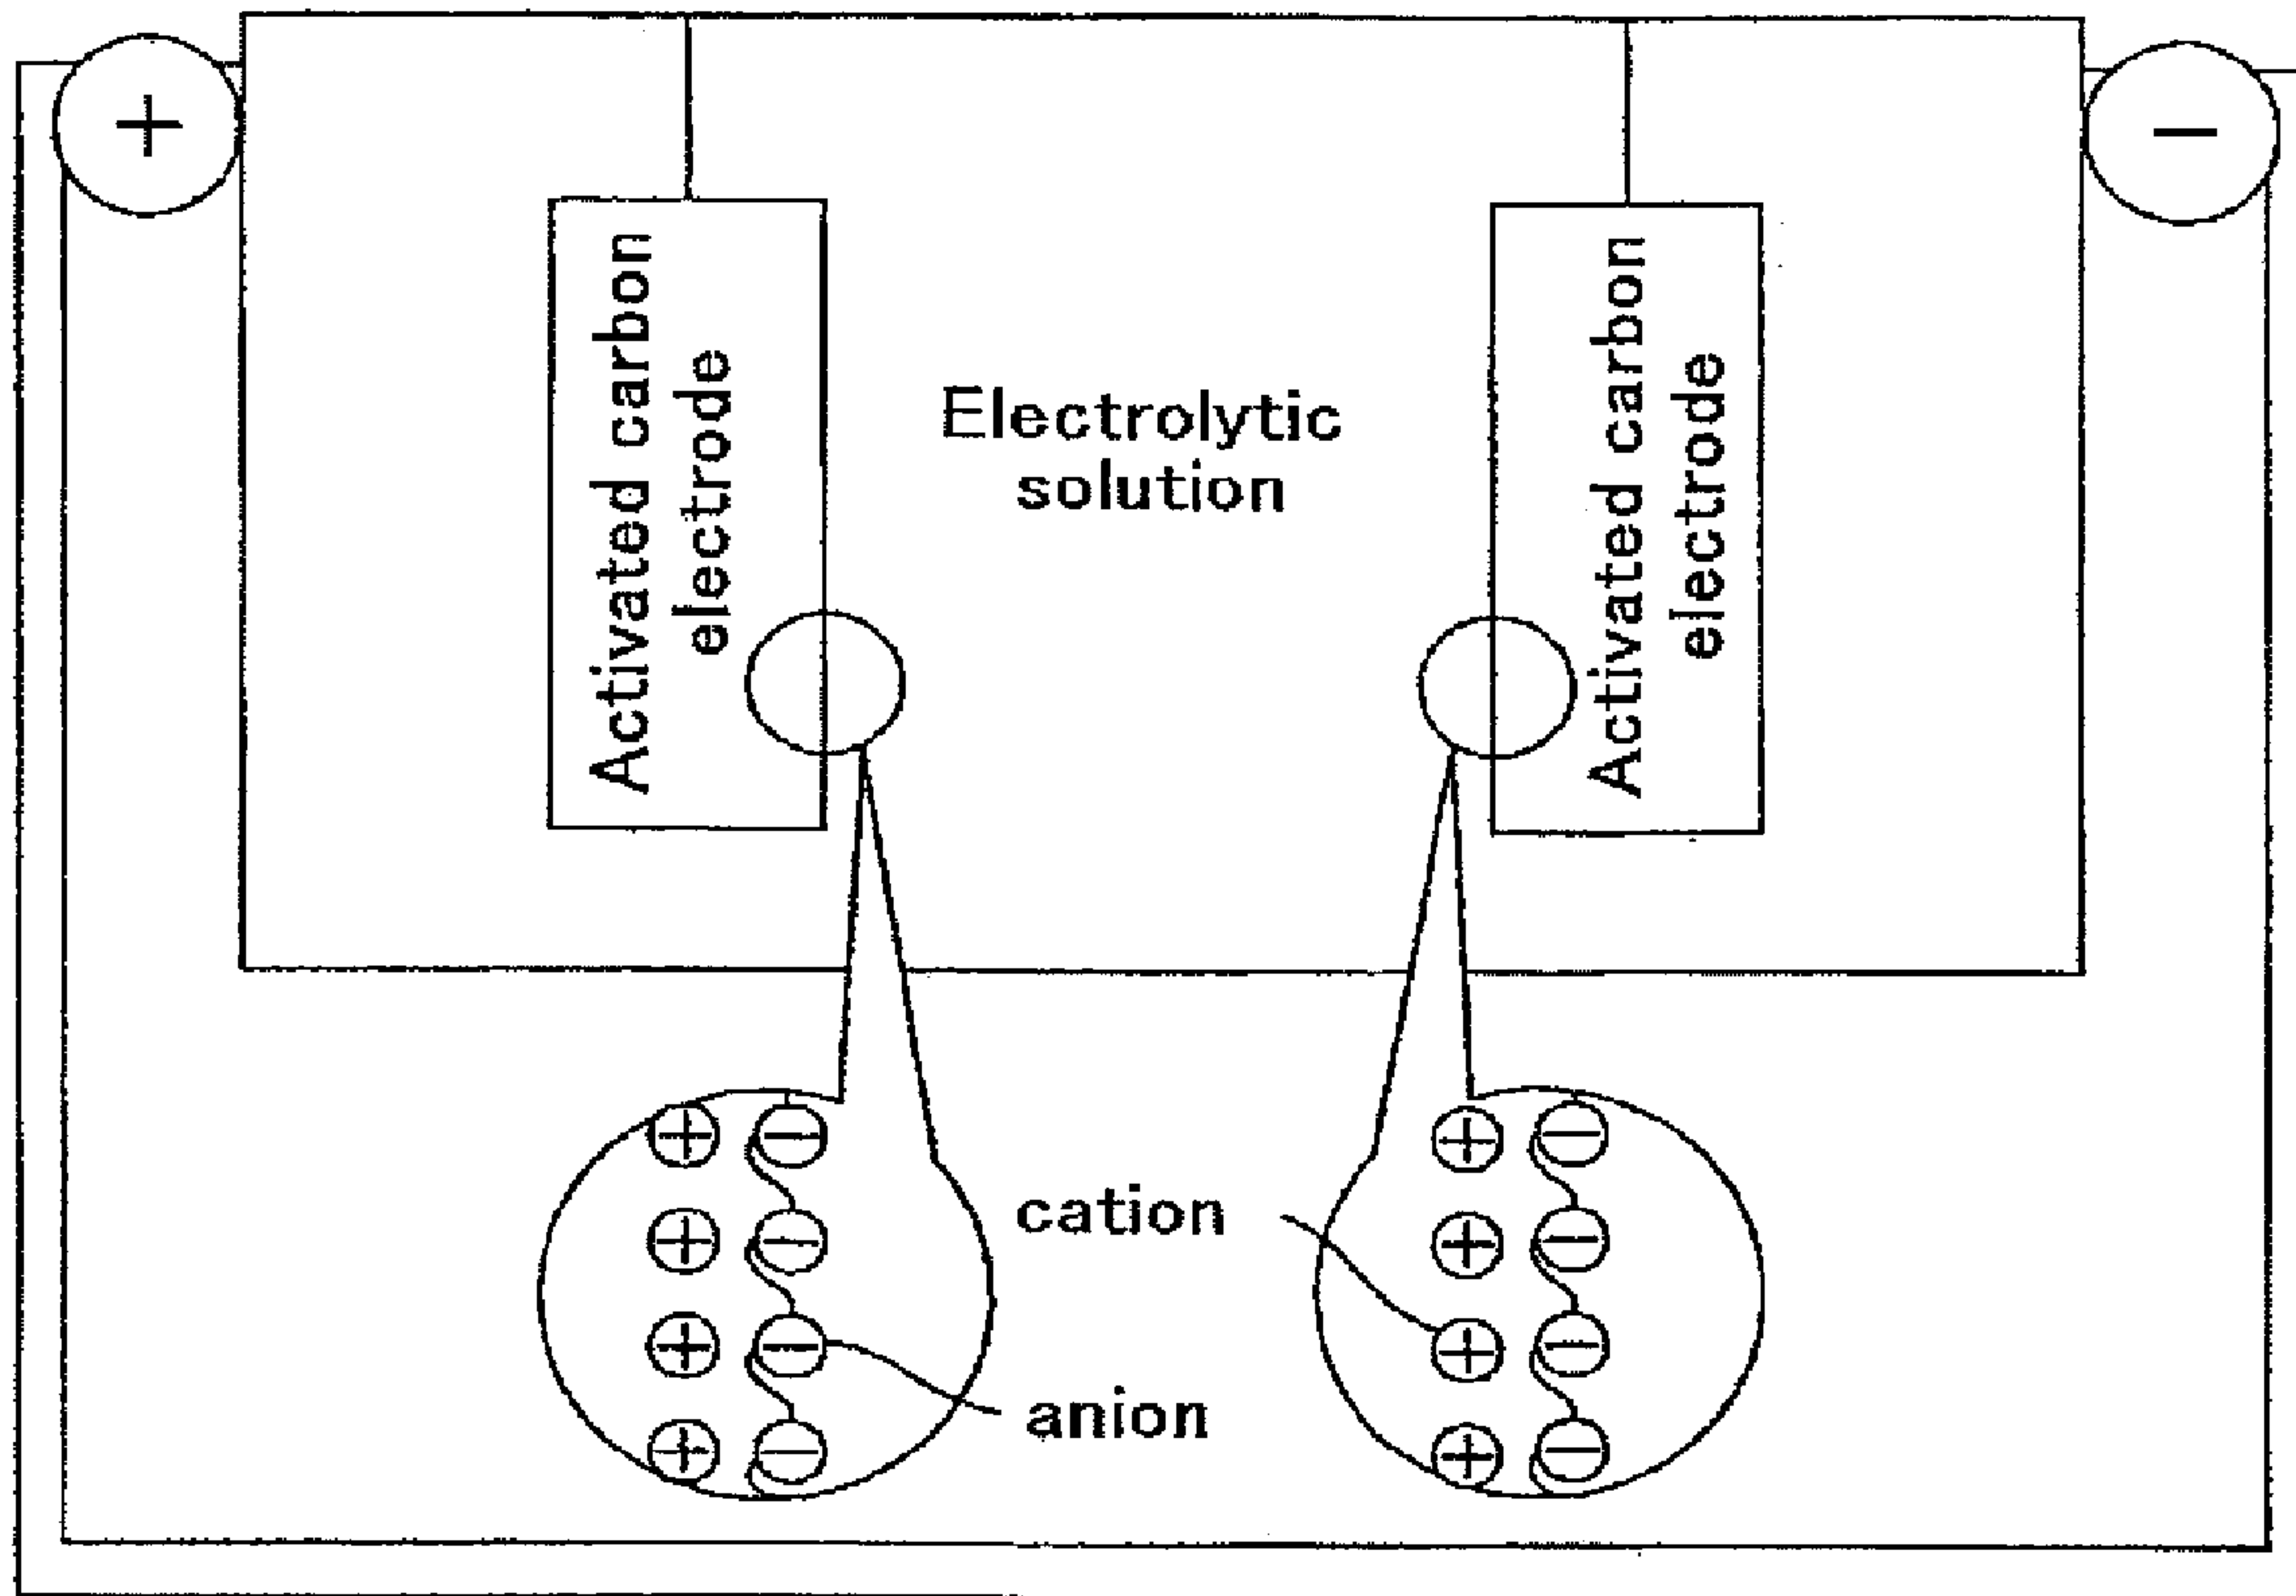 +
−
Activated carbon
electrode
Electrolytic
solution
Activated carbon
electrode
+ −
+ −
+ −
+ −
+ −
+ −
+ −
+ −
cation
anion